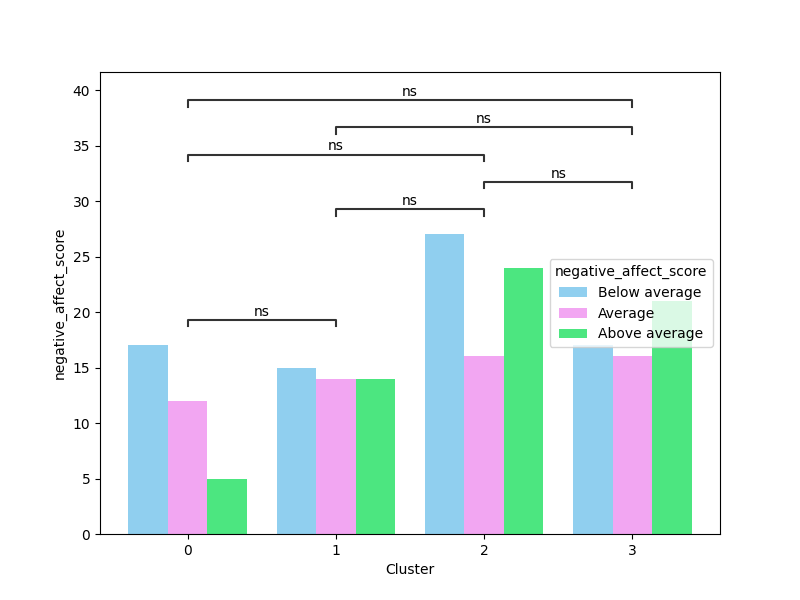 40
35
30
25
20
15
10
5
0
negative_affect_score
ns
ns
ns
ns
ns
ns
negative_affect_score
Below average
Average
Above average
0 1 2 3
Cluster